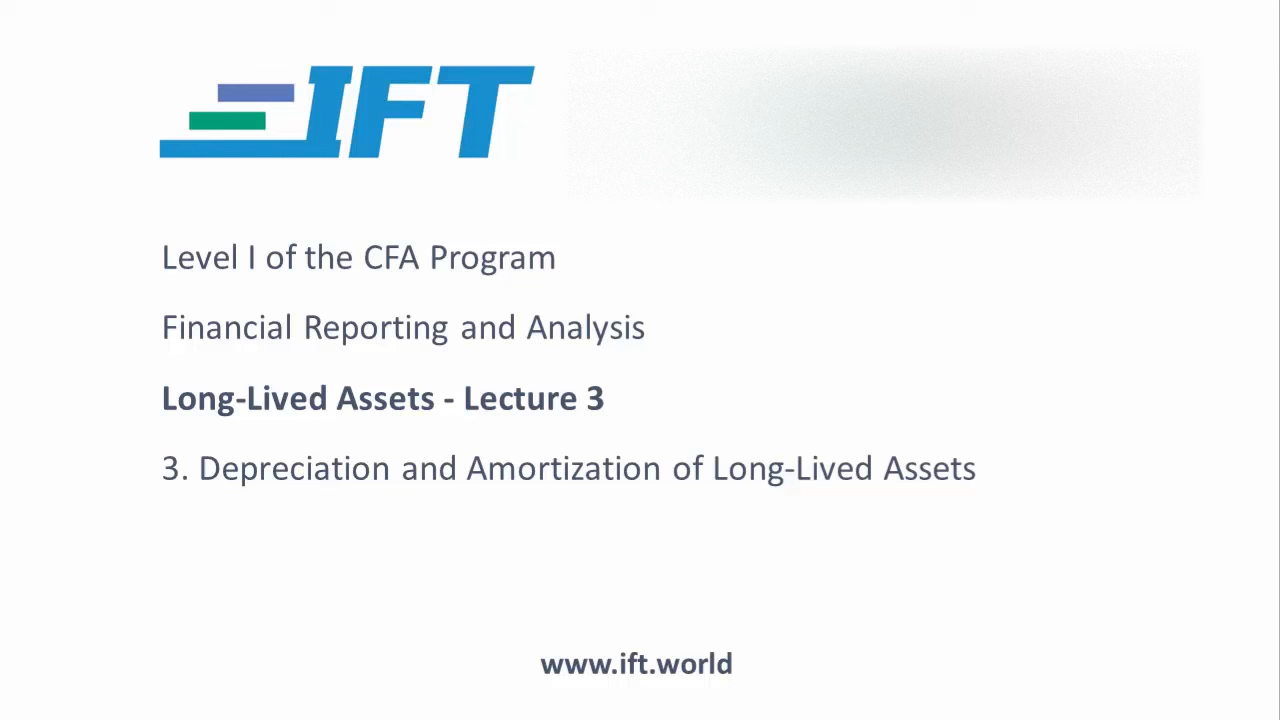 IFT
Level I of the CFA Program
Financial Reporting and Analysis
Long-Lived Assets - Lecture 3
3. Depreciation and Amortization of Long-Lived Assets
www.ift.world